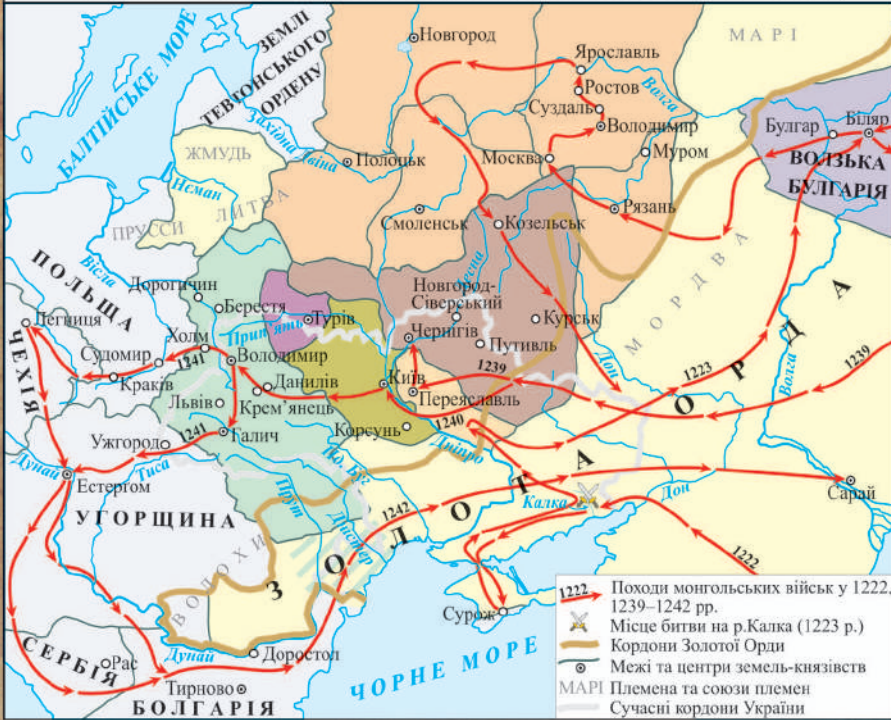 Новгород
ЗЕМЛІ
ТЕВТОНСЬКОГО
ОРДЕНУ
БАЛТІЙСЬКЕ МОРЕ
Західна Двіна
Ярославль
Ростов
Суздаль
Володимир
Волга
МАРІ
Булгар
Біляр
ВОЛЗЬКА
БУЛГАРІЯ
ЖМУДЬ
Полоцьк
Москва
Муром
Німан
ЛИТВА
ПРУССИ
Смоленськ
Козельськ
Рязань
МОРДВА
ПОЛЬЩА
Вісла
Дорогичин
Берестя
Десна
Новгород-
Сіверський
Легниця
Холм
Прип'ять
Турів
Чернігів
Курськ
Путивль
Дон
Судомир
1241
Володимир
1239
1223
Волга
1239
ЧЕХІЯ
Краків
Данилів
Київ
Переяславль
Крем'янець
Львів
ЗОЛОТА ОРДА
Ужгород
1241
Галич
Корсунь
1240
Дніпро
Дунай
Тиса
Пд. Буг
Естергом
Прут
Дністер
1242
Калка
Дон
Сарай
УГОРЩИНА
ВОЛОХИ
1222
Сурож
СЕРБІЯ
Рас
Дунай
Доростол
ЧОРНЕ МОРЕ
Тирново
БОЛГАРІЯ
1222
Походи монгольських військ у 1222,
1239–1242 рр.
Місце битви на р.Калка (1223 р.)
Кордони Золотої Орди
Межі та центри земель-князівств
МАРІ Племена та союзи племен
Сучасні кордони України